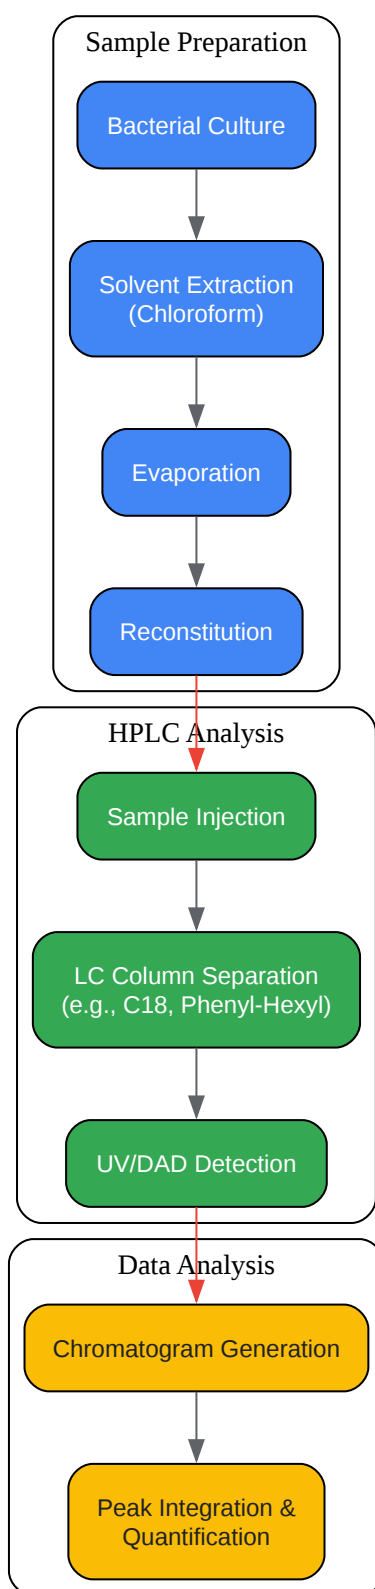 Sample Preparation
Bacterial Culture
Solvent Extraction
(Chloroform)
Evaporation
Reconstitution
HPLC Analysis
Sample Injection
LC Column Separation
(e.g., C18, Phenyl-Hexyl)
UV/DAD Detection
Data Analysis
Chromatogram Generation
Peak Integration &
Quantification